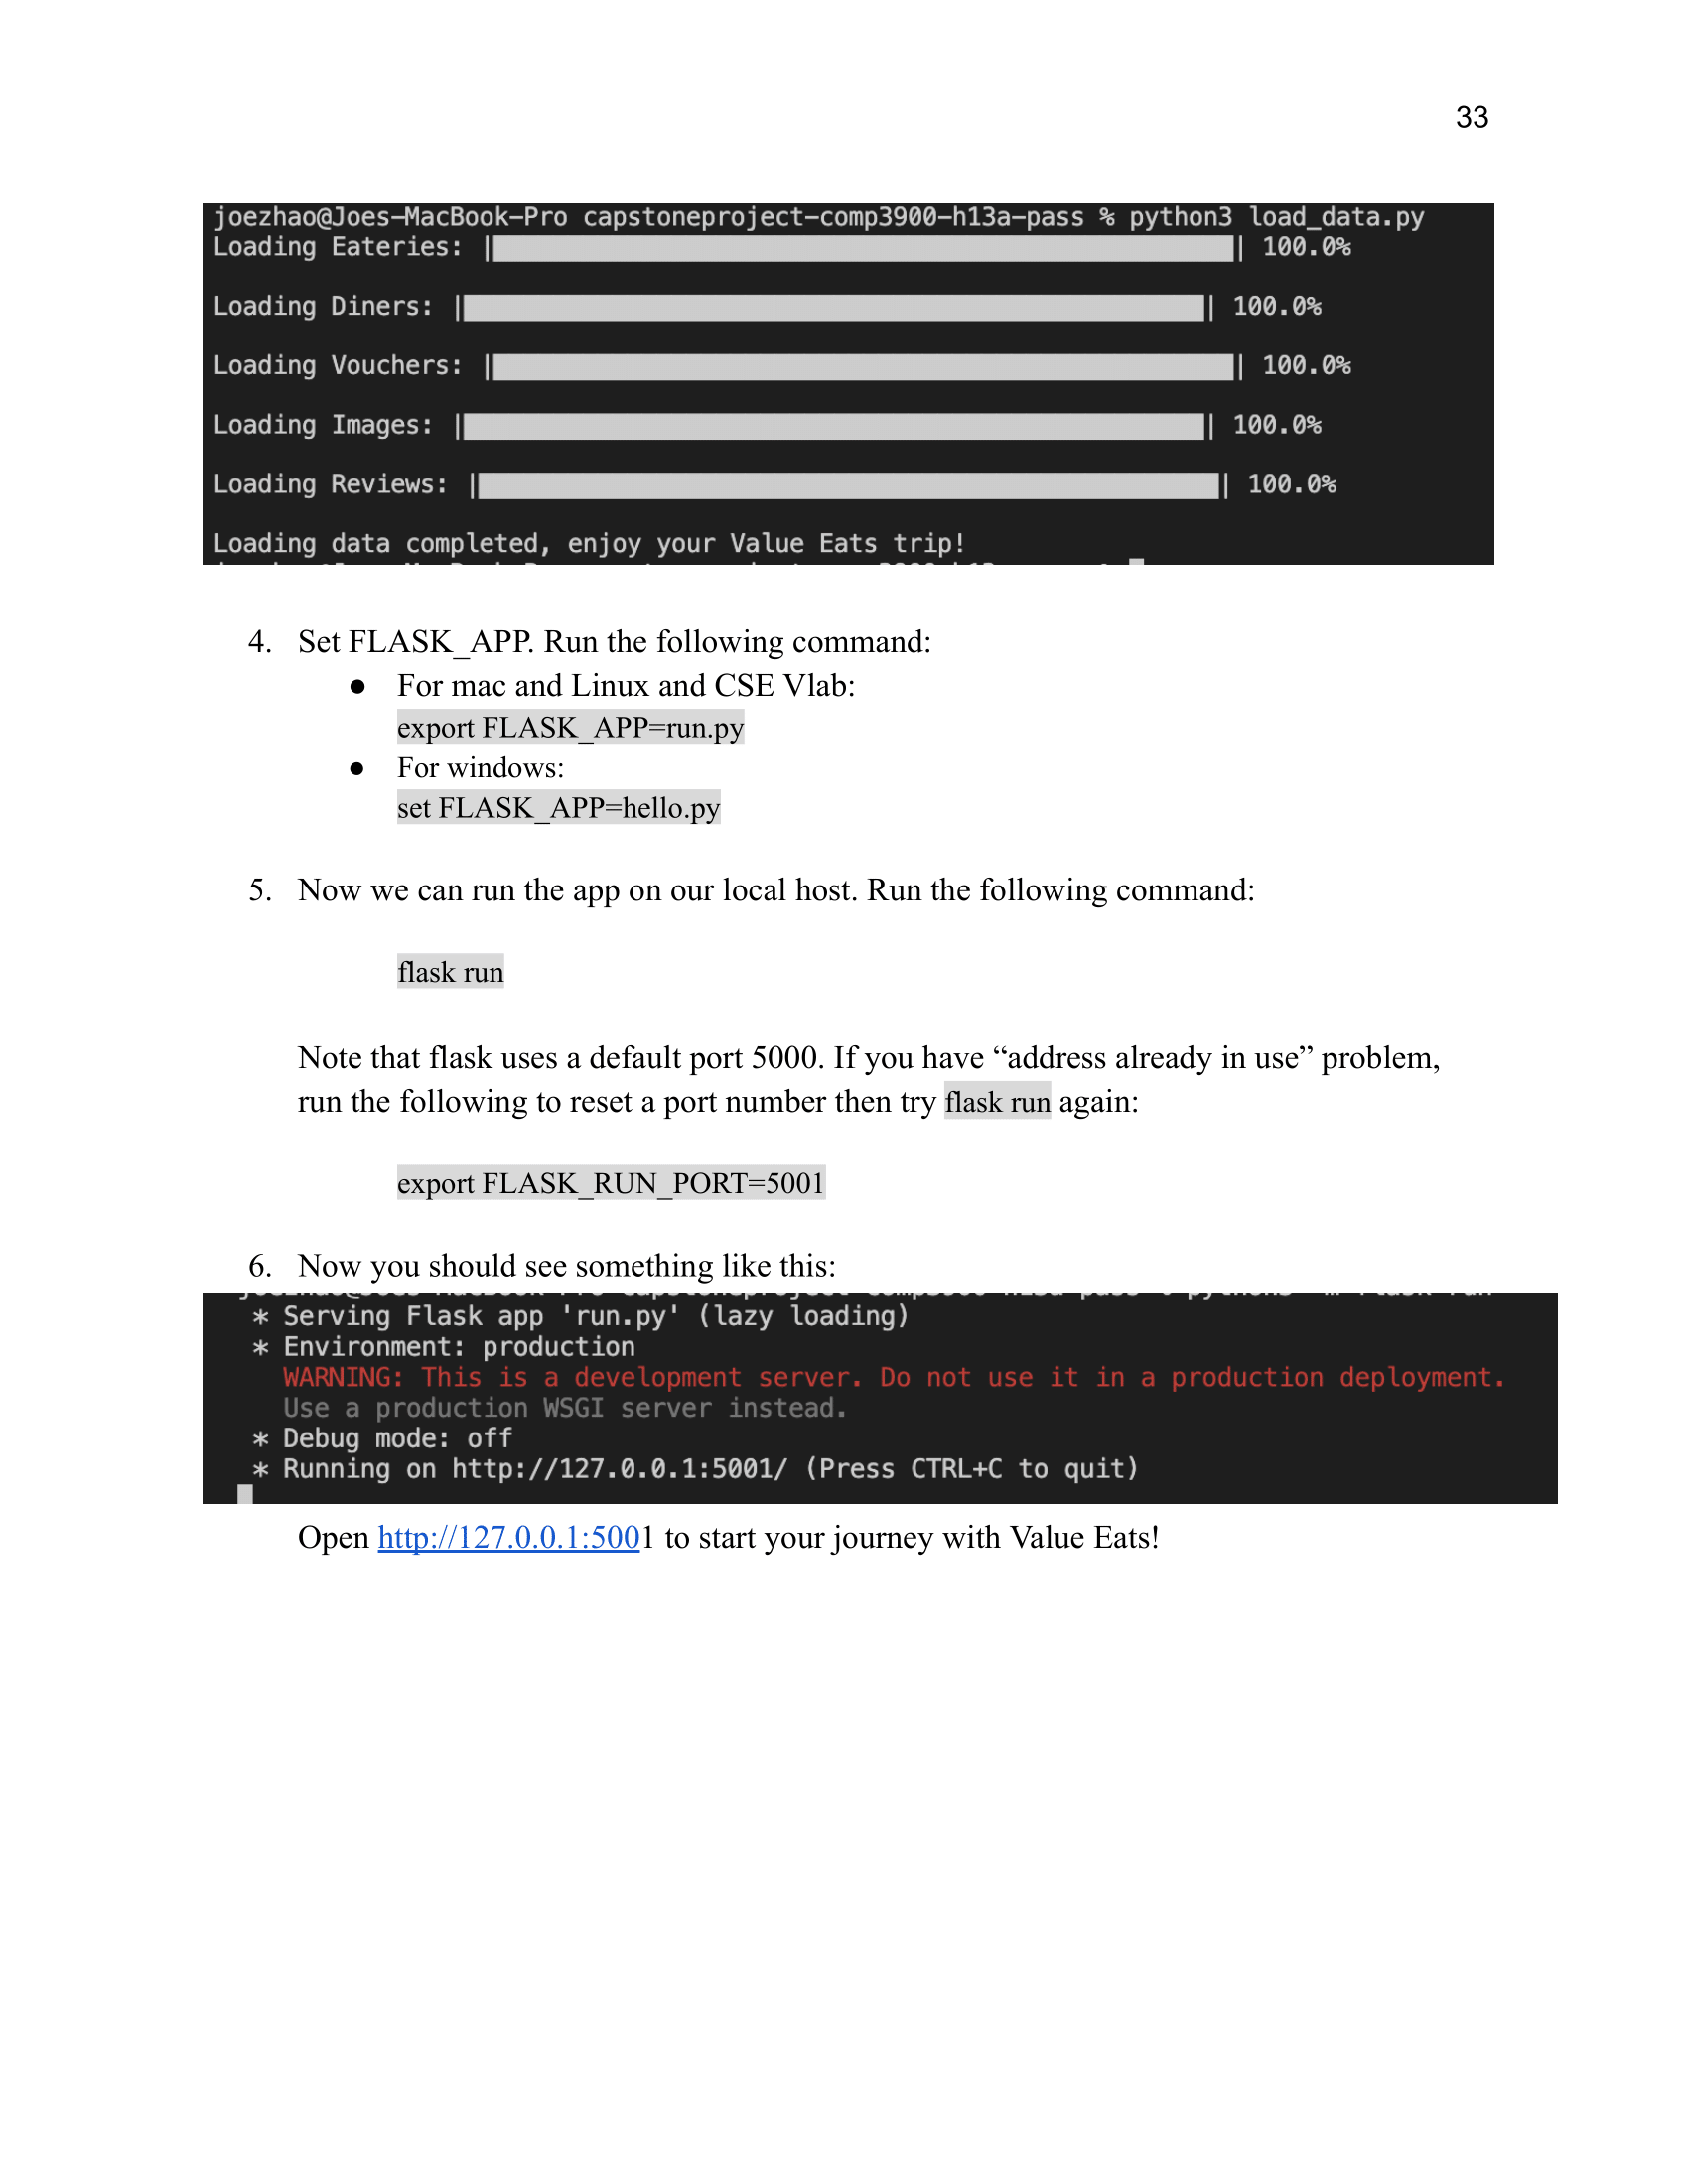 33
joezhao@Joes-MacBook-Pro capstoneproject-comp3900-h13a-pass % python3 load_data.py
Loading Eateries: || 100.0%
Loading Diners: || 100.0%
Loading Vouchers: || 100.0%
Loading Images: || 100.0%
Loading Reviews: || 100.0%
Loading data completed, enjoy your Value Eats trip!
4. Set FLASK_APP. Run the following command:
● For mac and Linux and CSE Vlab:
export FLASK_APP=run.py
● For windows:
set FLASK_APP=hello.py
5. Now we can run the app on our local host. Run the following command:
flask run
Note that flask uses a default port 5000. If you have “address already in use” problem,
run the following to reset a port number then try flask run again:
export FLASK_RUN_PORT=5001
6. Now you should see something like this:
* Serving Flask app 'run.py' (lazy loading)
* Environment: production
WARNING: This is a development server. Do not use it in a production deployment.
Use a production WSGI server instead.
* Debug mode: off
* Running on http://127.0.0.1:5001/ (Press CTRL+C to quit)
Open http://127.0.0.1:5001 to start your journey with Value Eats!